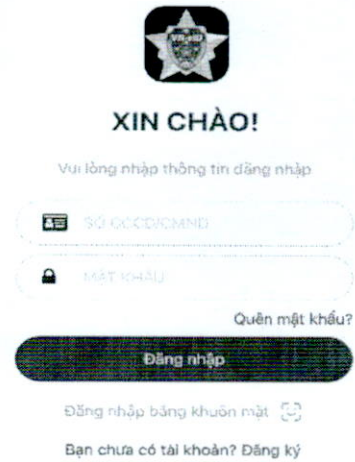 XIN CHÀO!
Vui lòng nhập thông tin đăng nhập
SỐ CCCD/CMND
MẬT KHẨU
Quên mật khẩu?
Đăng nhập
Đăng nhập bằng khuôn mặt
Bạn chưa có tài khoản? Đăng ký